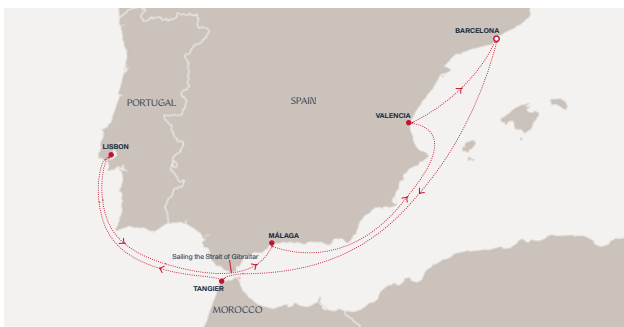 BARCELONA
PORTUGAL
SPAIN
VALENCIA
LISBON
MÁLAGA
Sailing the Strait of Gibraltar
TANGIER
MOROCCO